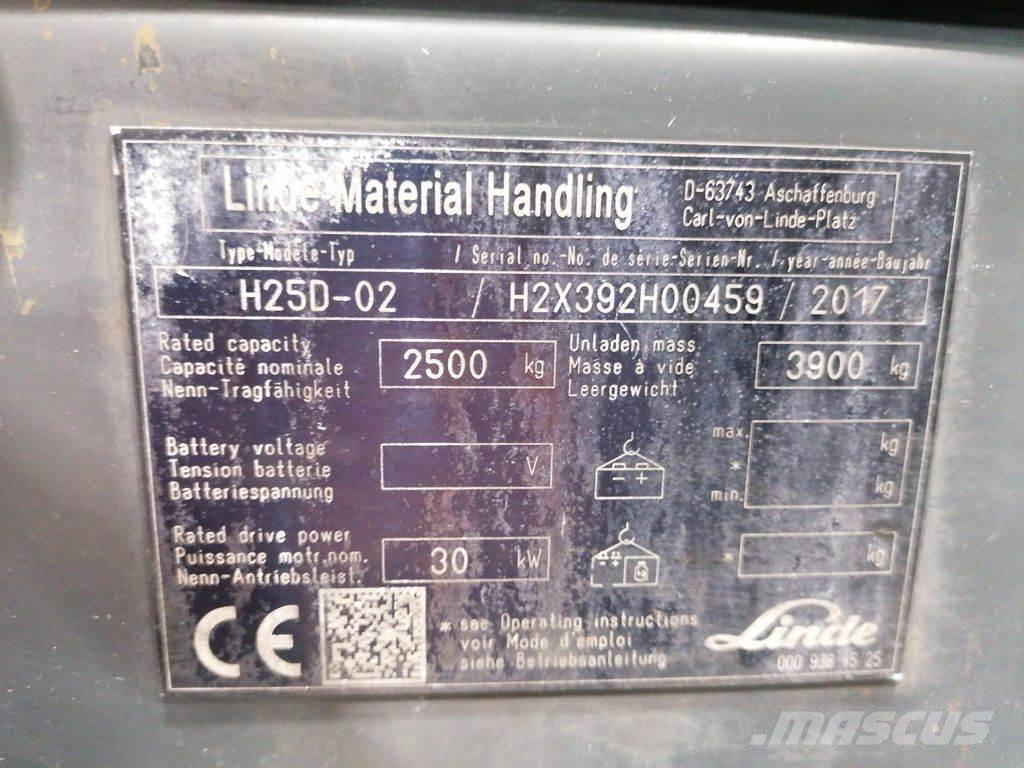 Linde Material Handling
D-63743 Aschaffenburg
Carl-von-Linde-Platz
Type-Modèle-Typ / Serial no.-No. de série-Serien-Nr. / year-année-Baujahr
H25D-02 / H2X392H00459 / 2017
Rated capacity
Capacité nominale
Nenn-Tragfähigkeit
2500 kg
Unladen mass
Masse à vide
Leergewicht
3900 kg
Battery voltage
Tension batterie
Batteriespannung
V
- +
max. kg
*
min. kg
Rated drive power
Puissance motr.nom.
Nenn-Antriebsleist.
30 kW
* kg
CE
* see Operating instructions
voir Mode d'emploi
siehe Betriebsanleitung
Linde
000 938 45 25
MASCUS